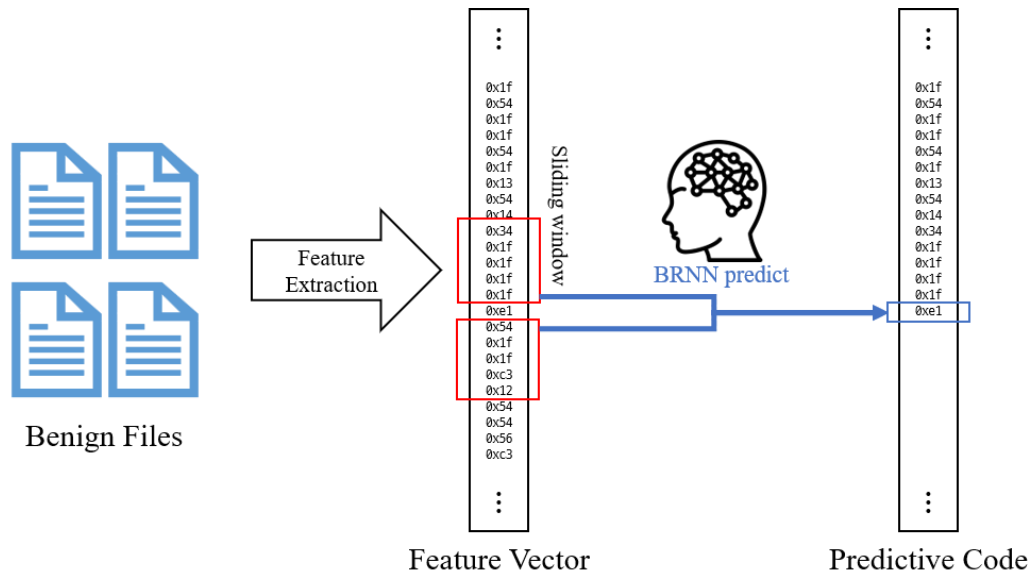 Benign Files
Feature
Extraction
⋮
0x1f
0x54
0x1f
0x1f
0x54
0x1f
0x13
0x54
0x14
0x34
0x1f
0x1f
0x1f
0x1f
0xe1
0x54
0x1f
0x1f
0xc3
0x12
0x54
0x54
0x56
0xc3
⋮
Feature Vector
Sliding window
BRNN predict
⋮
0x1f
0x54
0x1f
0x1f
0x54
0x1f
0x13
0x54
0x14
0x34
0x1f
0x1f
0x1f
0x1f
0xe1
⋮
Predictive Code